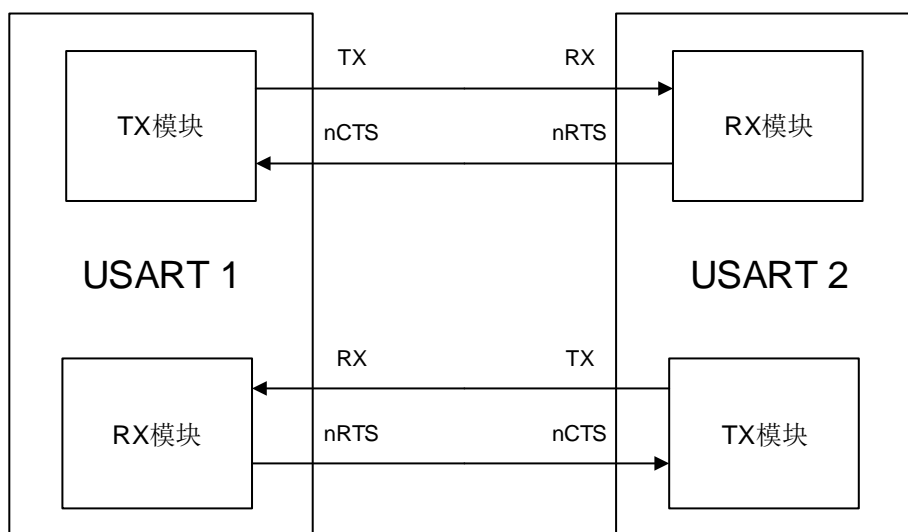 TX RX
TX模块 nCTS nRTS RX模块
USART 1 USART 2
RX TX
RX模块 nRTS nCTS TX模块